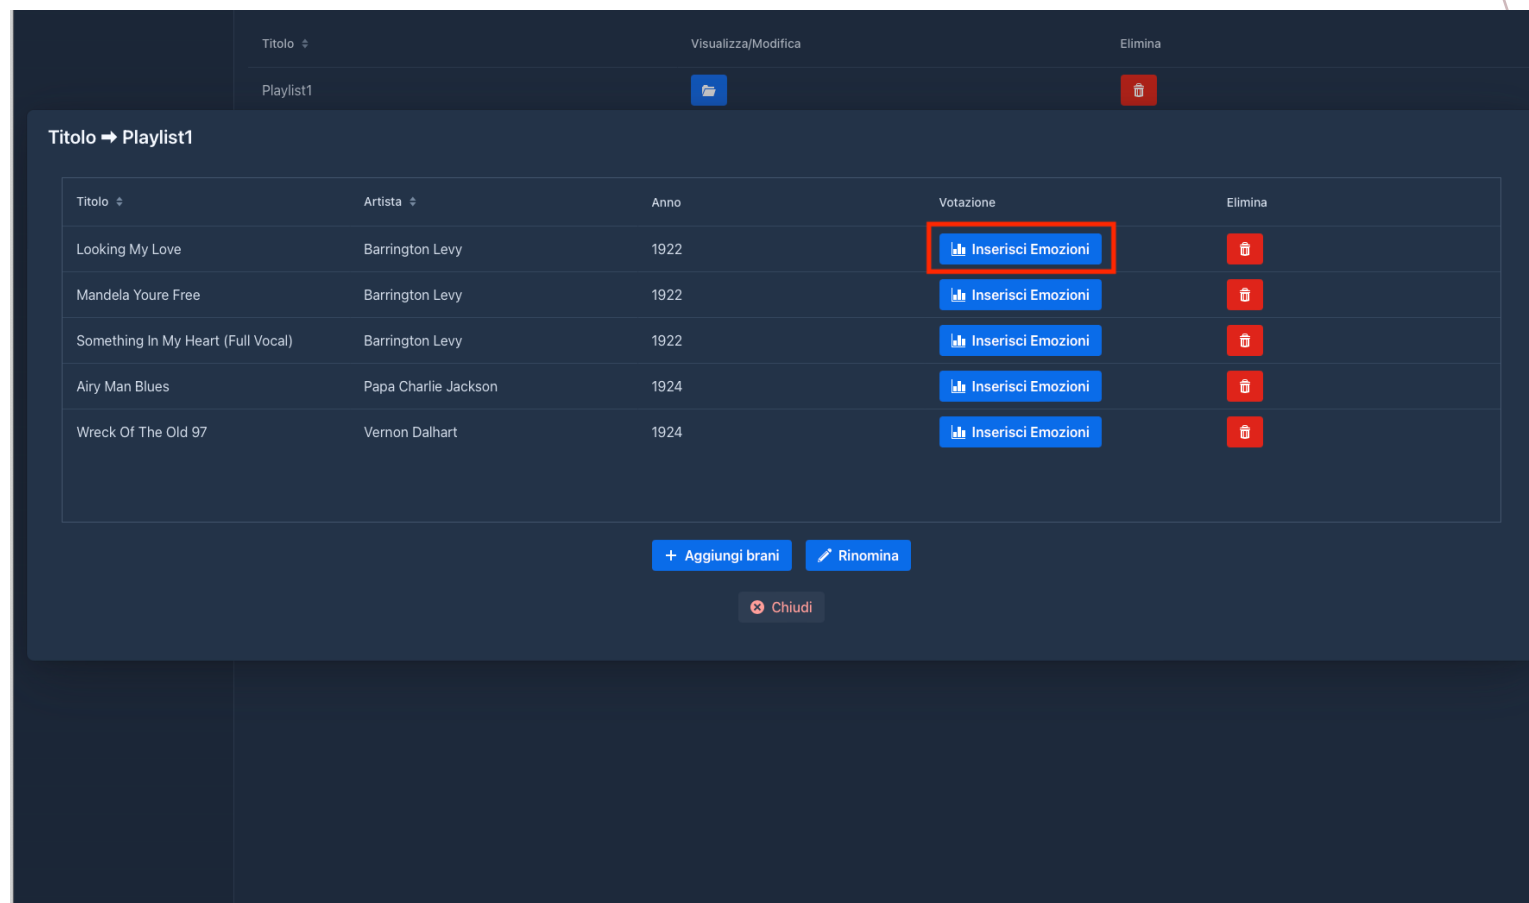 Titolo Visualizza/Modifica Elimina
Playlist1
Titolo ➡ Playlist1
Titolo Artista Anno Votazione Elimina
Looking My Love Barrington Levy 1922 Inserisci Emozioni
Mandela Youre Free Barrington Levy 1922 Inserisci Emozioni
Something In My Heart (Full Vocal) Barrington Levy 1922 Inserisci Emozioni
Airy Man Blues Papa Charlie Jackson 1924 Inserisci Emozioni
Wreck Of The Old 97 Vernon Dalhart 1924 Inserisci Emozioni
+ Aggiungi brani Rinomina
Chiudi